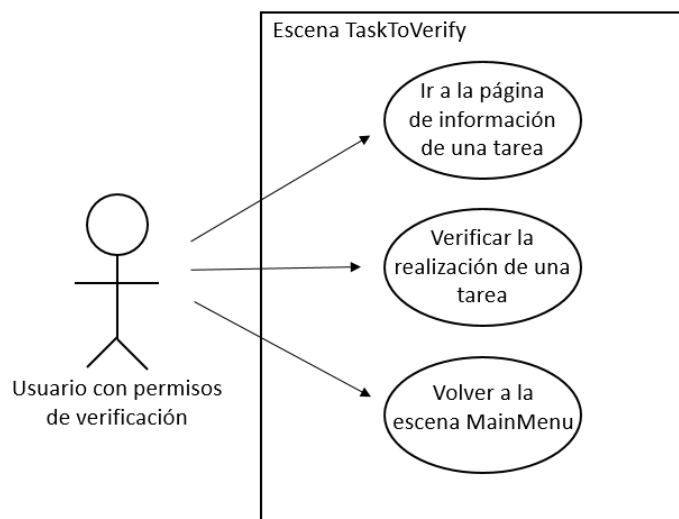 Escena TaskToVerify
Ir a la página
de información
de una tarea
Verificar la
realización de una
tarea
Usuario con permisos
de verificación
Volver a la
escena MainMenu